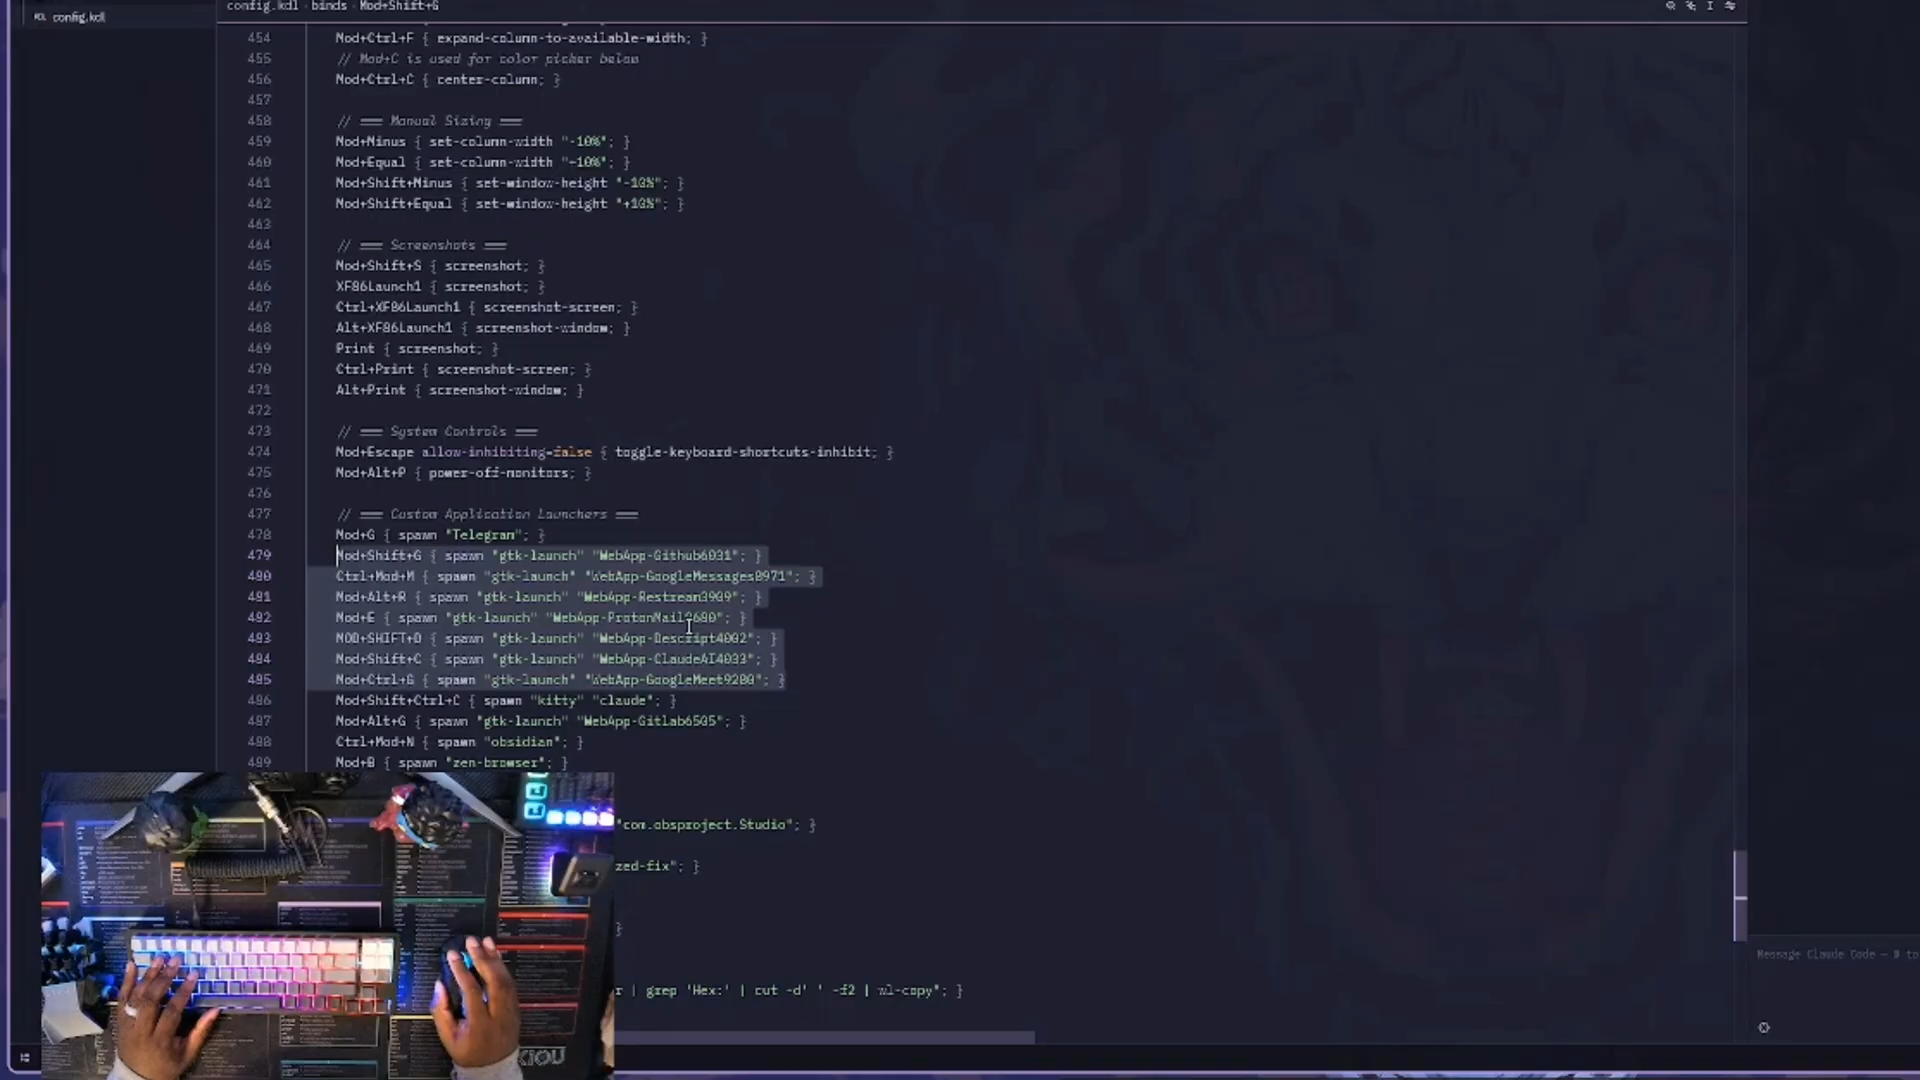 config.kdl
config.kdl › binds › Mod+Shift+G
454 Mod+Ctrl+F { expand-column-to-available-width; }
455 // Mod+C is used for color picker below
456 Mod+Ctrl+C { center-column; }
457
458 // === Manual Sizing ===
459 Mod+Minus { set-column-width "-10%"; }
460 Mod+Equal { set-column-width "+10%"; }
461 Mod+Shift+Minus { set-window-height "-10%"; }
462 Mod+Shift+Equal { set-window-height "+10%"; }
463
464 // === Screenshots ===
465 Mod+Shift+S { screenshot; }
466 XF86Launch1 { screenshot; }
467 Ctrl+XF86Launch1 { screenshot-screen; }
468 Alt+XF86Launch1 { screenshot-window; }
469 Print { screenshot; }
470 Ctrl+Print { screenshot-screen; }
471 Alt+Print { screenshot-window; }
472
473 // === System Controls ===
474 Mod+Escape allow-inhibiting=false { toggle-keyboard-shortcuts-inhibit; }
475 Mod+Alt+P { power-off-monitors; }
476
477 // === Custom Application Launchers ===
478 Mod+G { spawn "Telegram"; }
479 Mod+Shift+G { spawn "gtk-launch" "WebApp-Github6031"; }
480 Ctrl+Mod+M { spawn "gtk-launch" "WebApp-GoogleMessages8971"; }
481 Mod+Alt+R { spawn "gtk-launch" "WebApp-Restream3909"; }
482 Mod+E { spawn "gtk-launch" }
483 MOD+SHIFT+D { spawn "gtk-launch" "WebApp-Descript4002"; }
484 Mod+Shift+C { spawn "gtk-launch" "WebApp-ClaudeAI4033"; }
485 Mod+Ctrl+G { spawn "gtk-launch" "WebApp-GoogleMeet9200"; }
486 Mod+Shift+Ctrl+C { spawn "kitty" "claude"; }
487 Mod+Alt+G { spawn "gtk-launch" "WebApp-Gitlab6505"; }
488 Ctrl+Mod+N { spawn "obsidian"; }
489 Mod+B { spawn "zen-browser"; }
"com.obsproject.Studio"; }
zed-fix"; }
}
r | grep 'Hex:' | cut -d' ' -f2 | wl-copy"; }
Message Claude Code — @ to